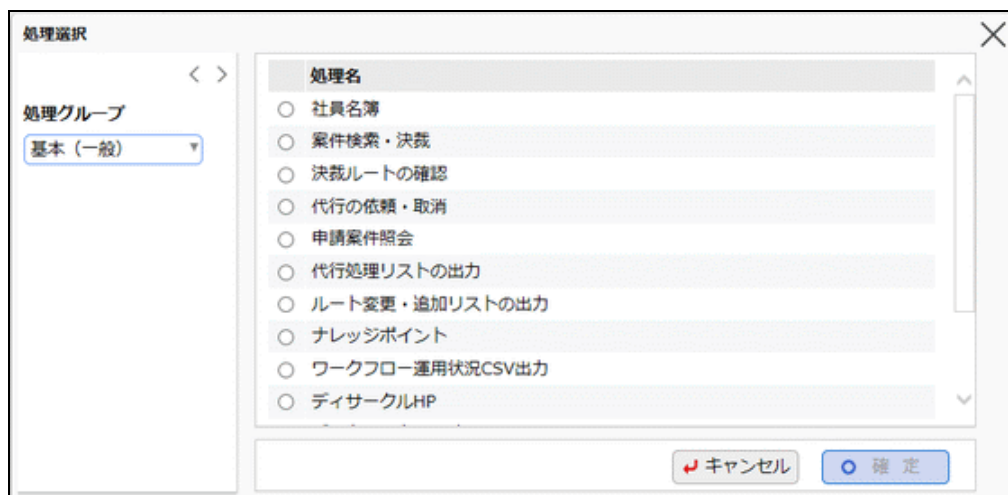 処理選択
処理グループ
基本（一般）
処理名
社員名簿
案件検索・決裁
決裁ルートの確認
代行の依頼・取消
申請案件照会
代行処理リストの出力
ルート変更・追加リストの出力
ナレッジポイント
ワークフロー運用状況CSV出力
ディサークルHP
キャンセル
確 定